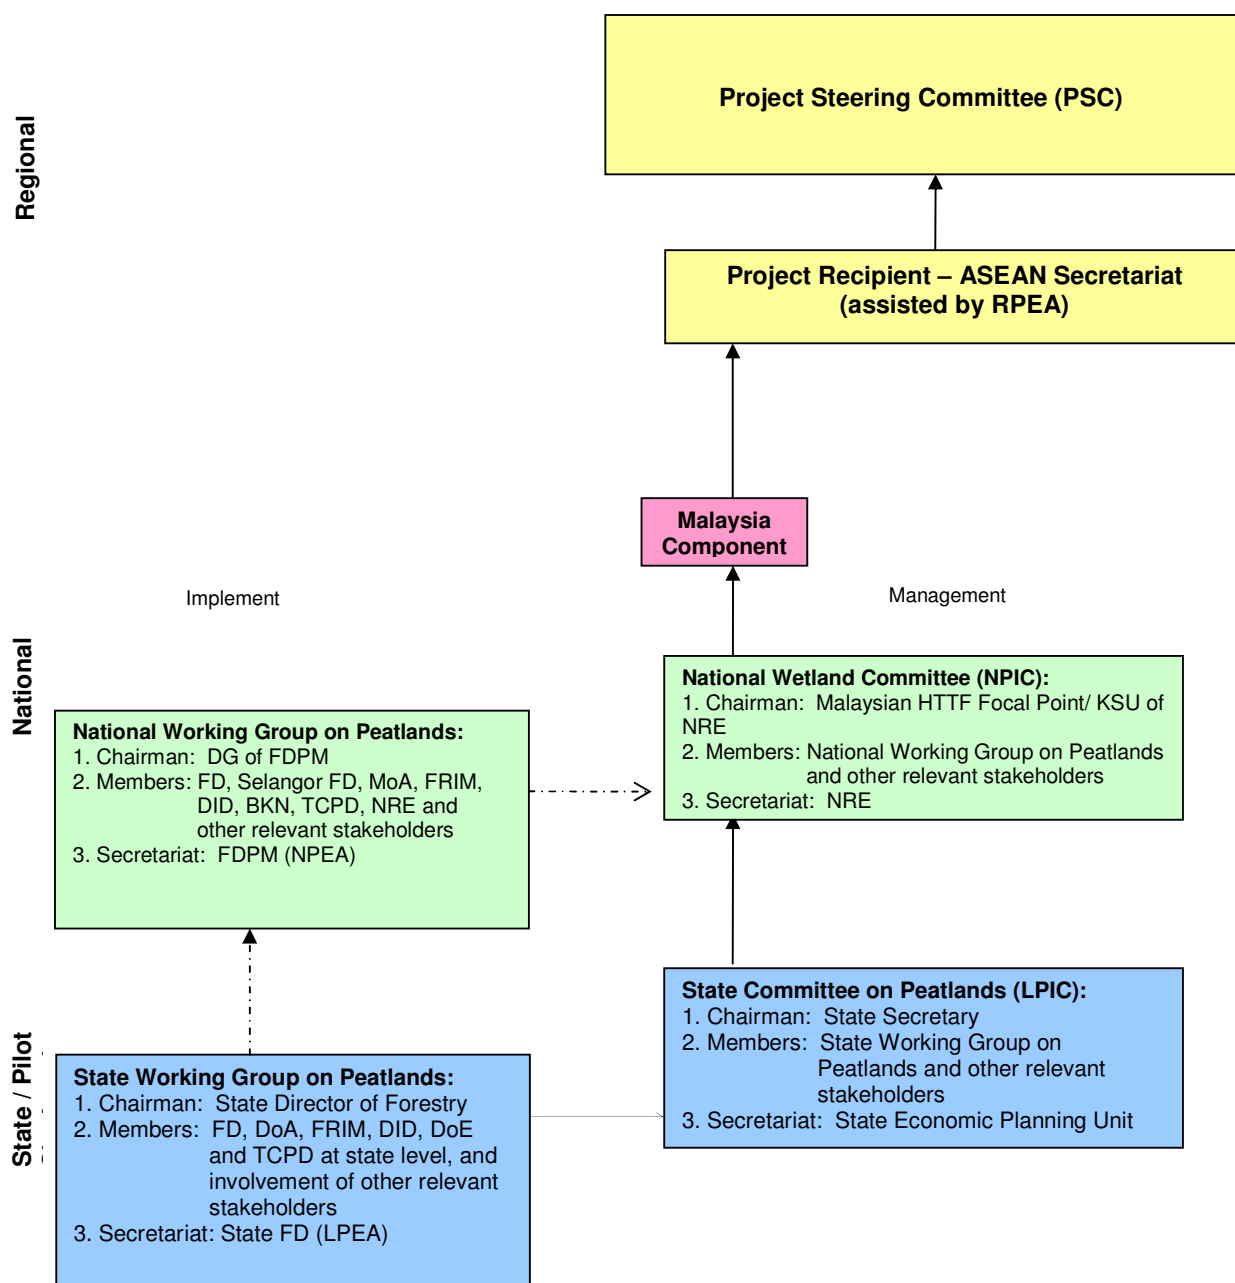 Regional
Project Steering Committee (PSC)
Project Recipient – ASEAN Secretariat
(assisted by RPEA)
Malaysia
Component
Implement
Management
National
National Working Group on Peatlands:
1. Chairman: DG of FDPM
2. Members: FD, Selangor FD, MoA, FRIM,
DID, BKN, TCPD, NRE and
other relevant stakeholders
3. Secretariat: FDPM (NPEA)
National Wetland Committee (NPIC):
1. Chairman: Malaysian HTTF Focal Point/ KSU of
NRE
2. Members: National Working Group on Peatlands
and other relevant stakeholders
3. Secretariat: NRE
State / Pilot
State Working Group on Peatlands:
1. Chairman: State Director of Forestry
2. Members: FD, DoA, FRIM, DID, DoE
and TCPD at state level, and
involvement of other relevant
stakeholders
3. Secretariat: State FD (LPEA)
State Committee on Peatlands (LPIC):
1. Chairman: State Secretary
2. Members: State Working Group on
Peatlands and other relevant
stakeholders
3. Secretariat: State Economic Planning Unit